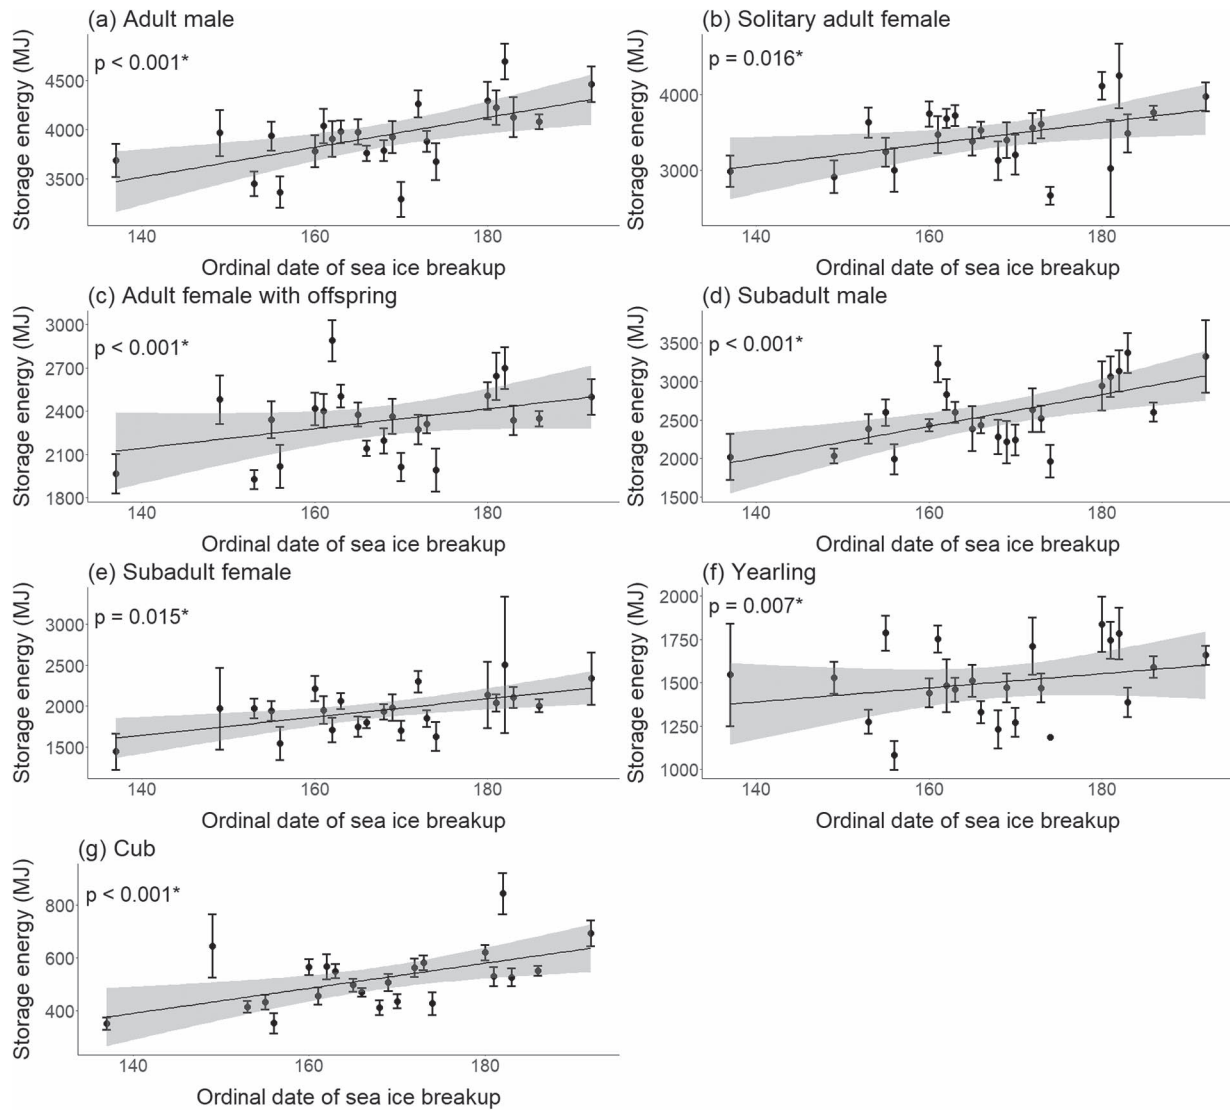 (a) Adult male
p < 0.001*
Storage energy (MJ)
4500
4000
3500
140 160 180
Ordinal date of sea ice breakup
(b) Solitary adult female
p = 0.016*
Storage energy (MJ)
4000
3000
140 160 180
Ordinal date of sea ice breakup
(c) Adult female with offspring
p < 0.001*
Storage energy (MJ)
3000
2700
2400
2100
1800
140 160 180
Ordinal date of sea ice breakup
(d) Subadult male
p < 0.001*
Storage energy (MJ)
3500
3000
2500
2000
1500
140 160 180
Ordinal date of sea ice breakup
(e) Subadult female
p = 0.015*
Storage energy (MJ)
3000
2500
2000
1500
140 160 180
Ordinal date of sea ice breakup
(f) Yearling
p = 0.007*
Storage energy (MJ)
2000
1750
1500
1250
1000
140 160 180
Ordinal date of sea ice breakup
(g) Cub
p < 0.001*
Storage energy (MJ)
800
600
400
140 160 180
Ordinal date of sea ice breakup